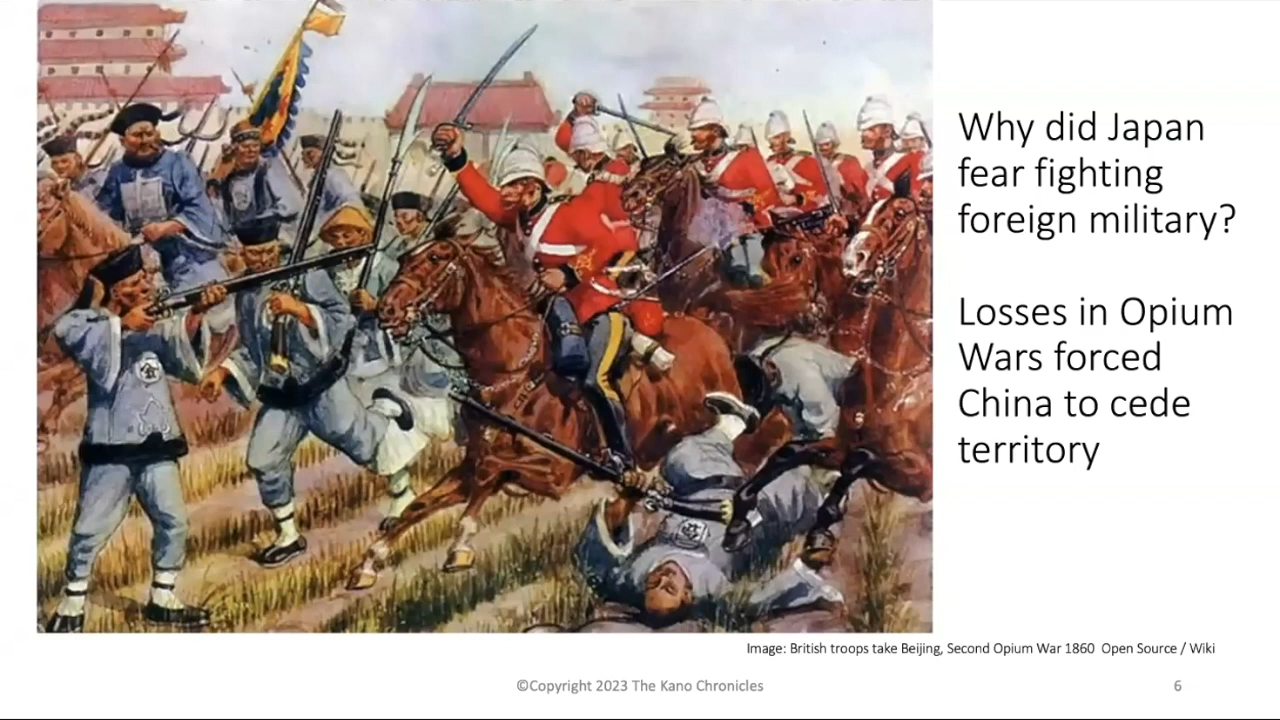 Why did Japan
fear fighting
foreign military?
Losses in Opium
Wars forced
China to cede
territory
Image: British troops take Beijing, Second Opium War 1860  Open Source / Wiki
©Copyright 2023 The Kano Chronicles
6